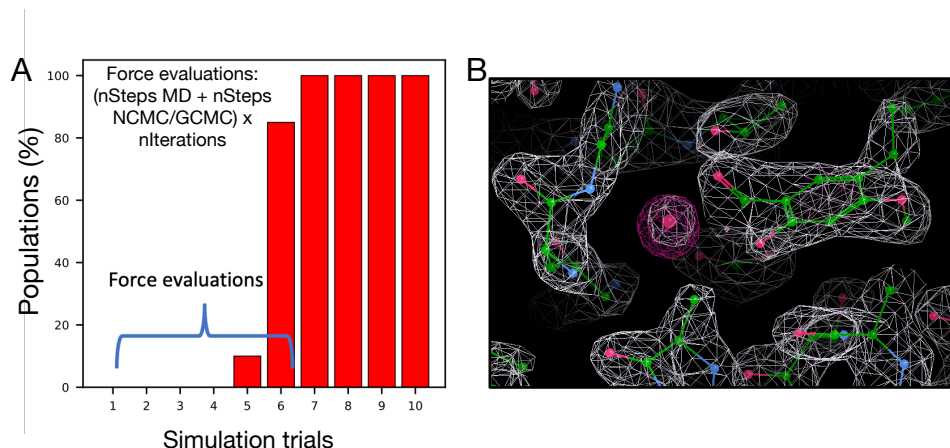 A
B
Force evaluations:
(nSteps MD + nSteps
NCMC/GCMC) x
nIterations
Force evaluations
Populations (%)
100
80
60
40
20
0
1 2 3 4 5 6 7 8 9 10
Simulation trials